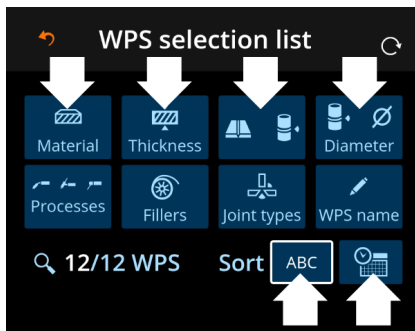 WPS selection list
Material Thickness Diameter
Processes Fillers Joint types WPS name
12/12 WPS Sort ABC